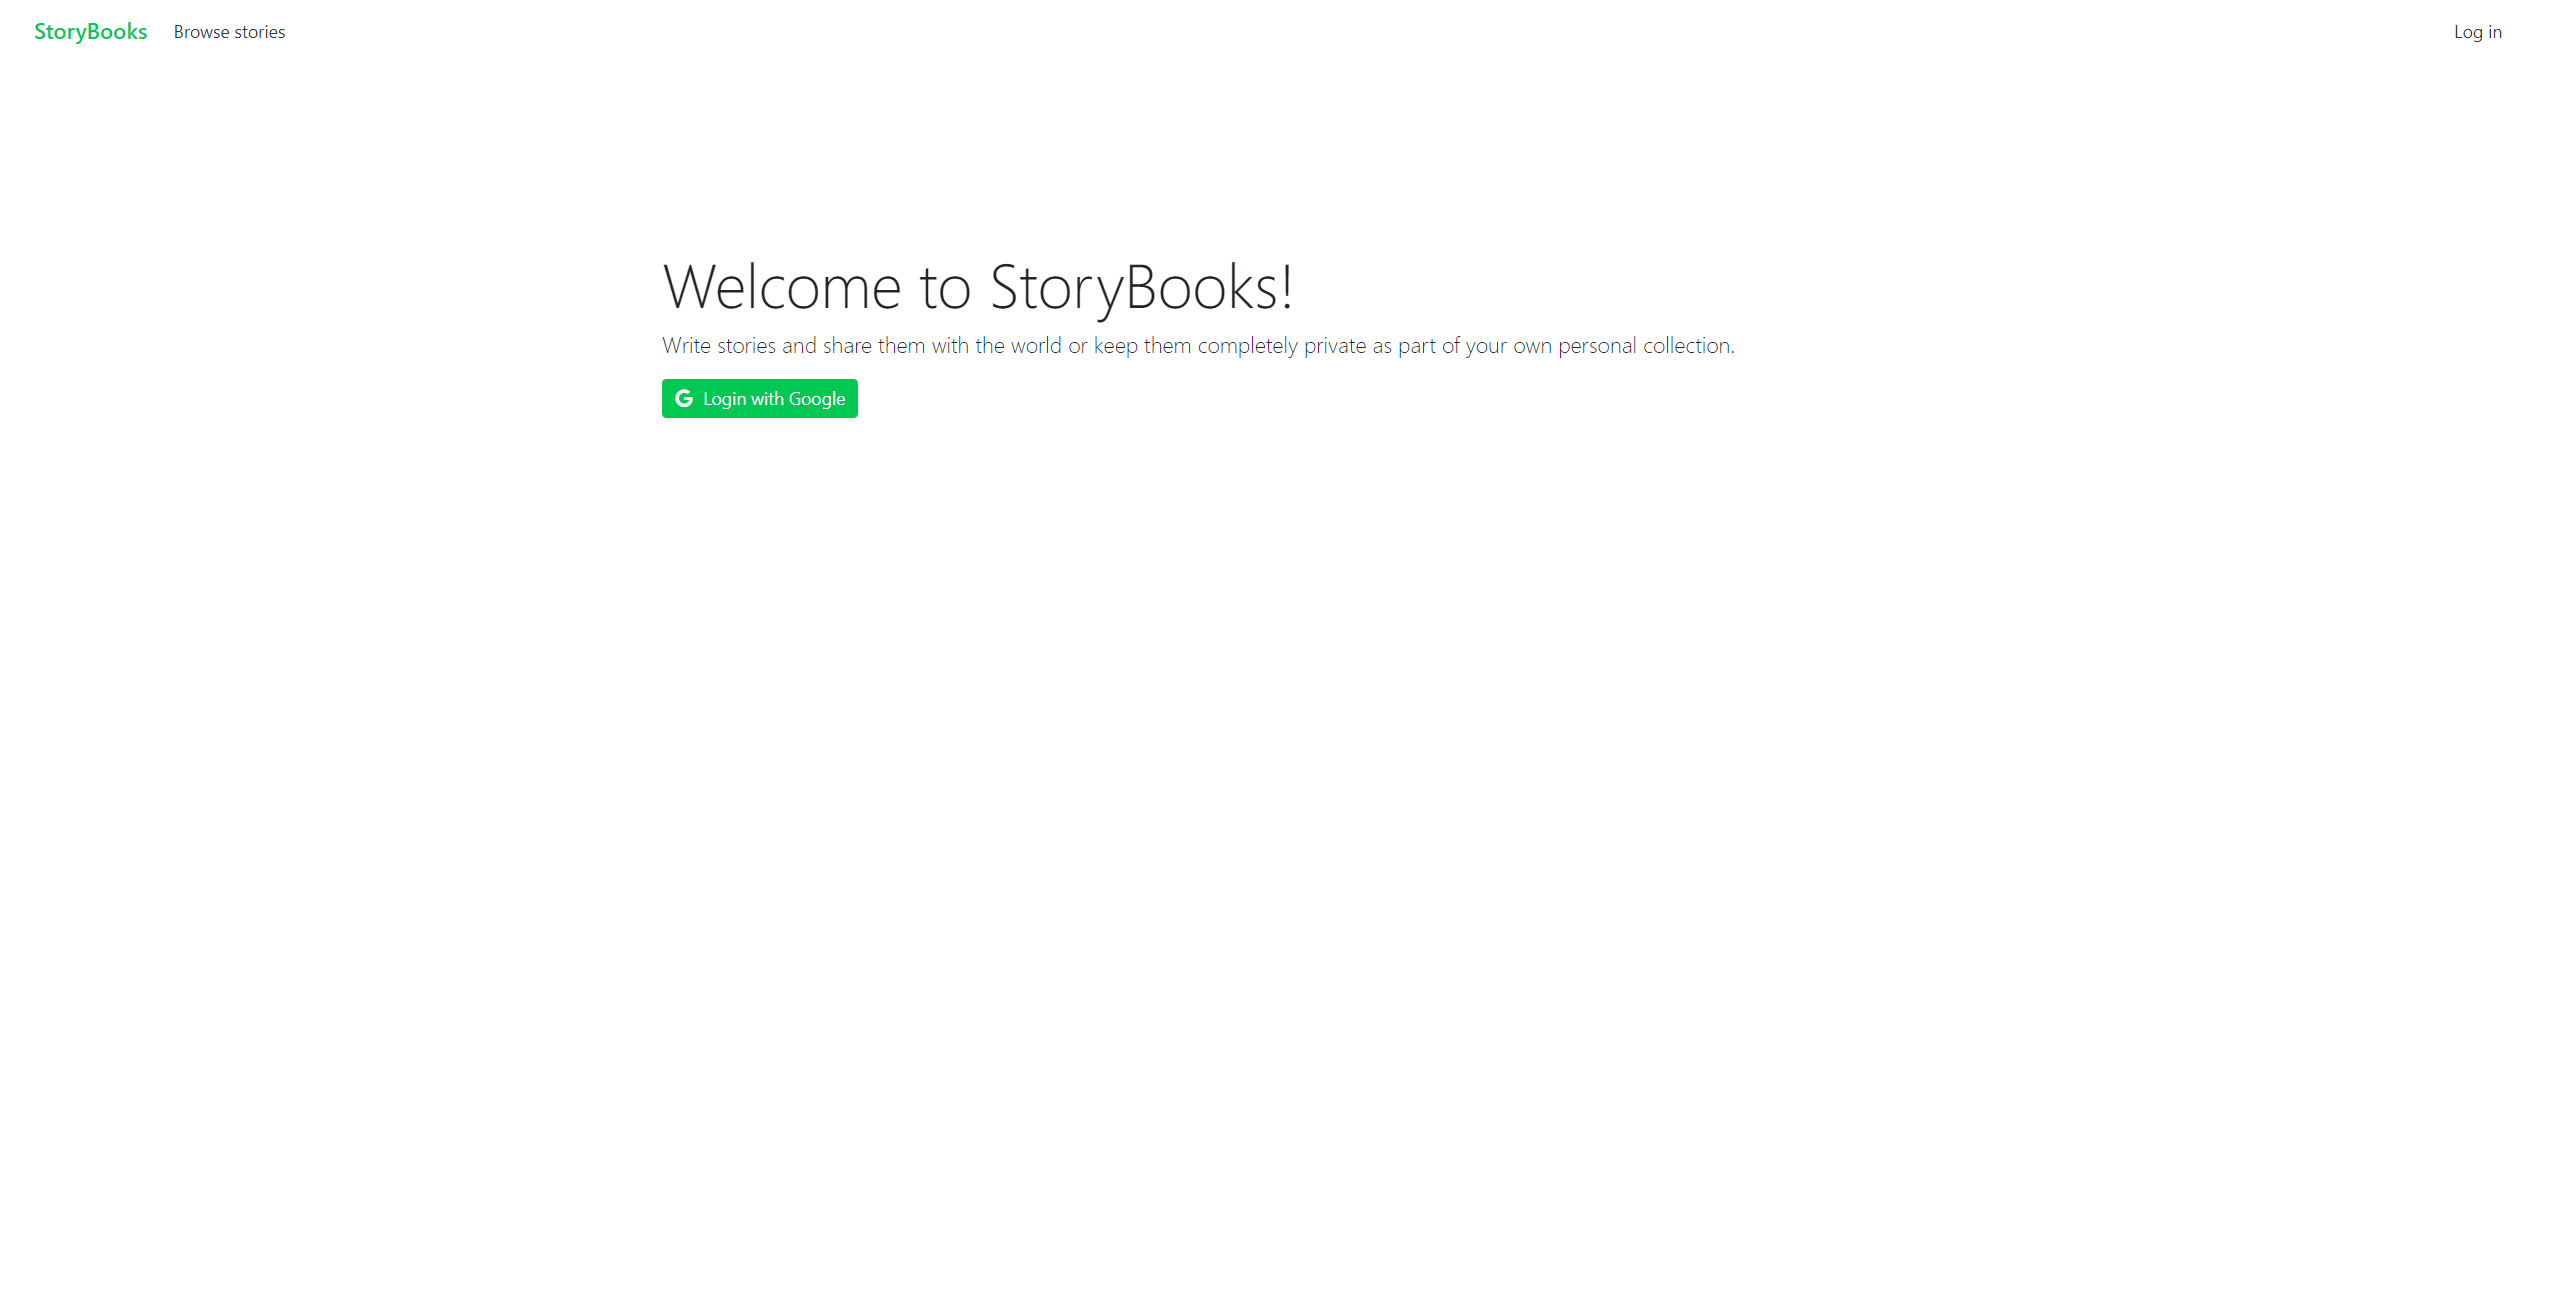 StoryBooks Browse stories Log in
Welcome to StoryBooks!
Write stories and share them with the world or keep them completely private as part of your own personal collection.
Login with Google